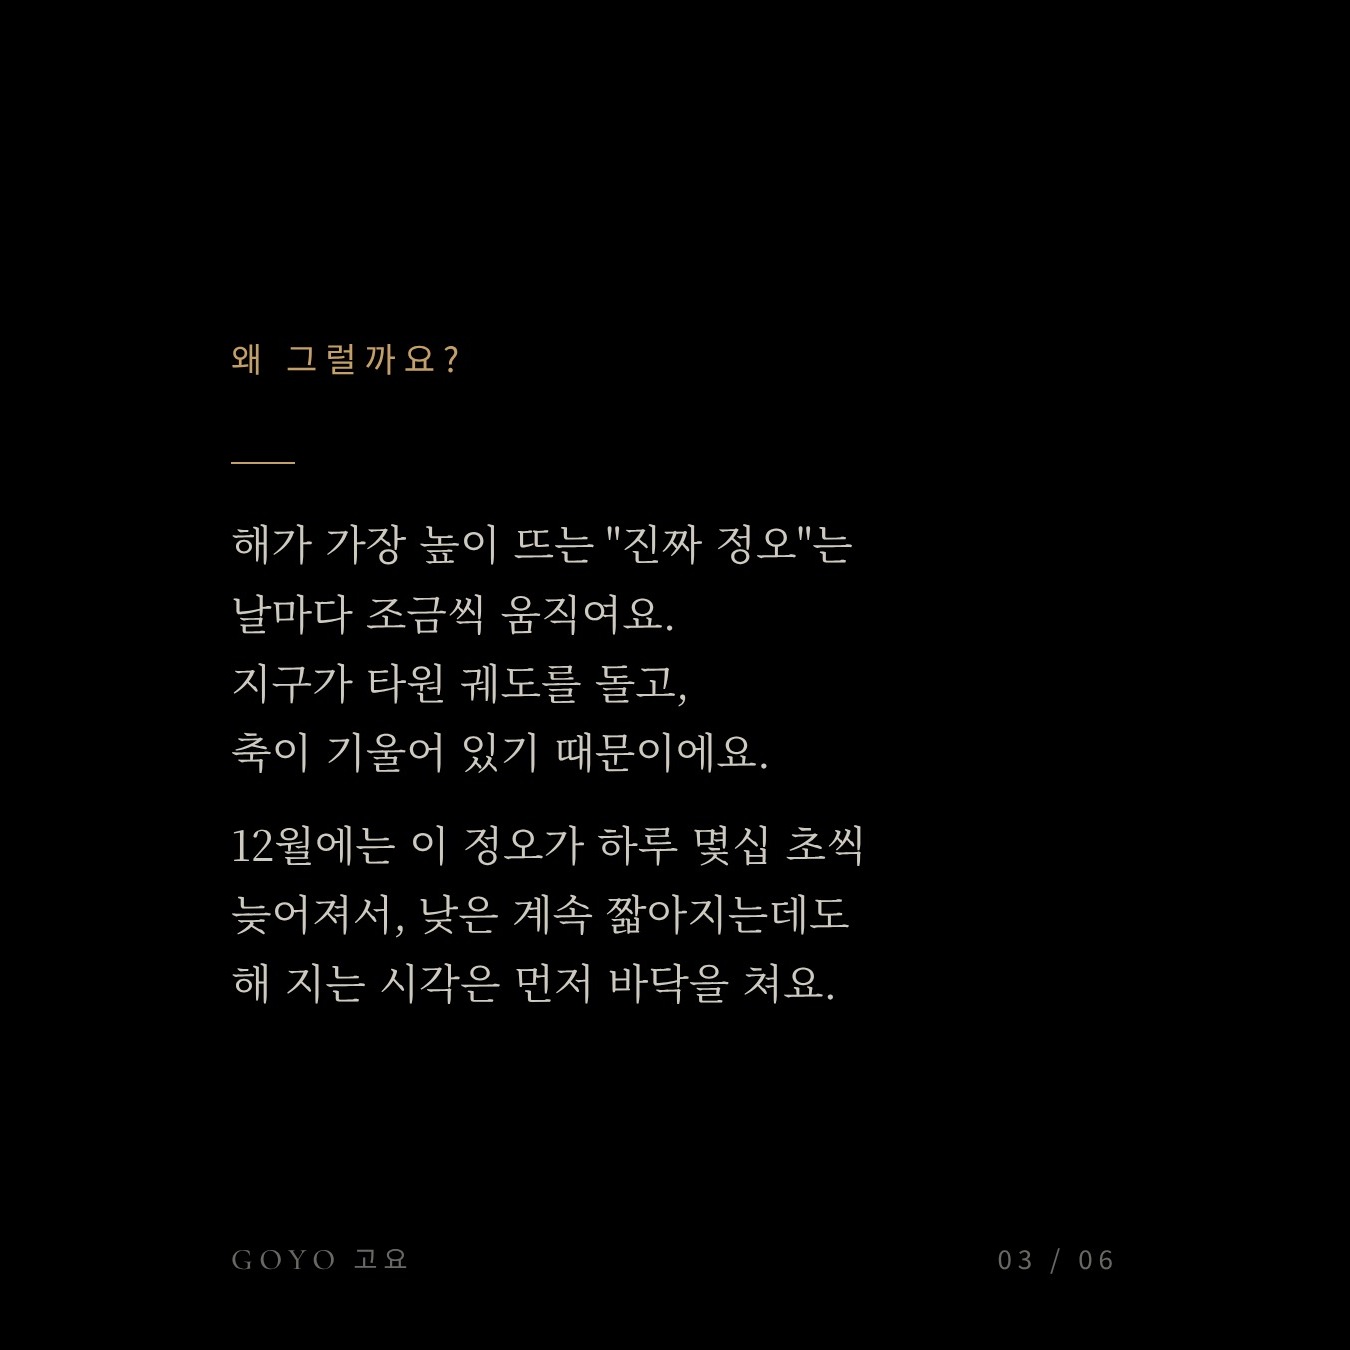 왜 그럴까요?
해가 가장 높이 뜨는 "진짜 정오"는
날마다 조금씩 움직여요.
지구가 타원 궤도를 돌고,
축이 기울어 있기 때문이에요.
12월에는 이 정오가 하루 몇십 초씩
늦어져서, 낮은 계속 짧아지는데도
해 지는 시각은 먼저 바닥을 쳐요.
GOYO 고요
03 / 06